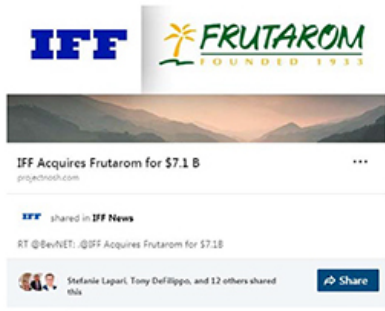 IFF
FRUTAROM
FOUNDED 1933
IFF Acquires Frutarom for $7.1 B
projectnosh.com
IFF shared in IFF News
RT @BevNET: .@IFF Acquires Frutarom for $7.1B
Stefanie Lapari, Tony DeFilippo, and 12 others shared
this
Share